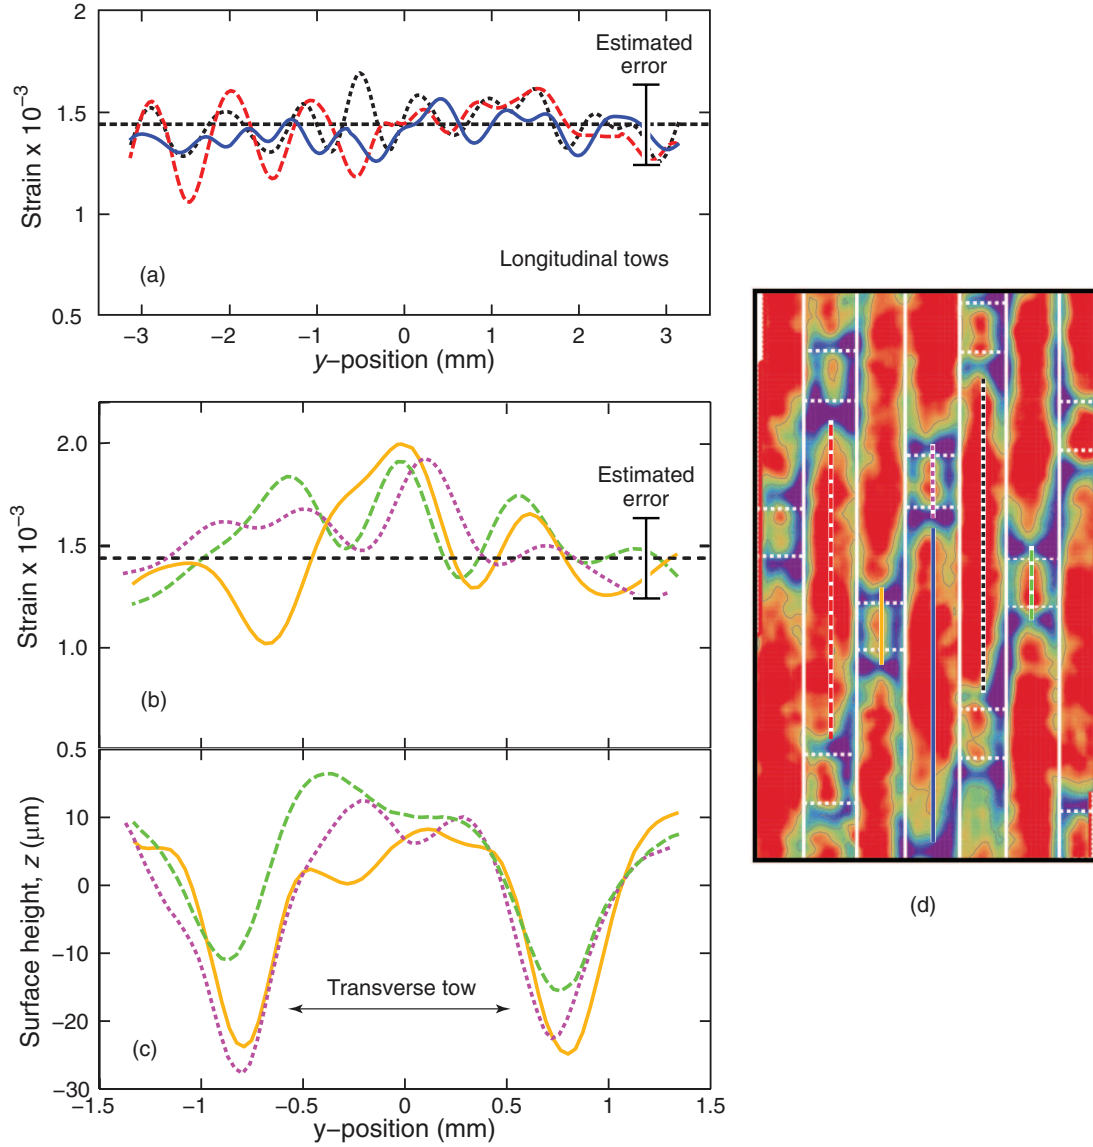 2
1.5
1
0.5
Strain x 10⁻³
Estimated
error
Longitudinal tows
(a)
−3 −2 −1 0 1 2 3
y–position (mm)
2.0
1.5
1.0
0.5
Strain x 10⁻³
Estimated
error
(b)
10
0
−10
−20
−30
Surface height, z (μm)
Transverse tow
(c)
−1.5 −1 −0.5 0 0.5 1 1.5
y–position (mm)
(d)